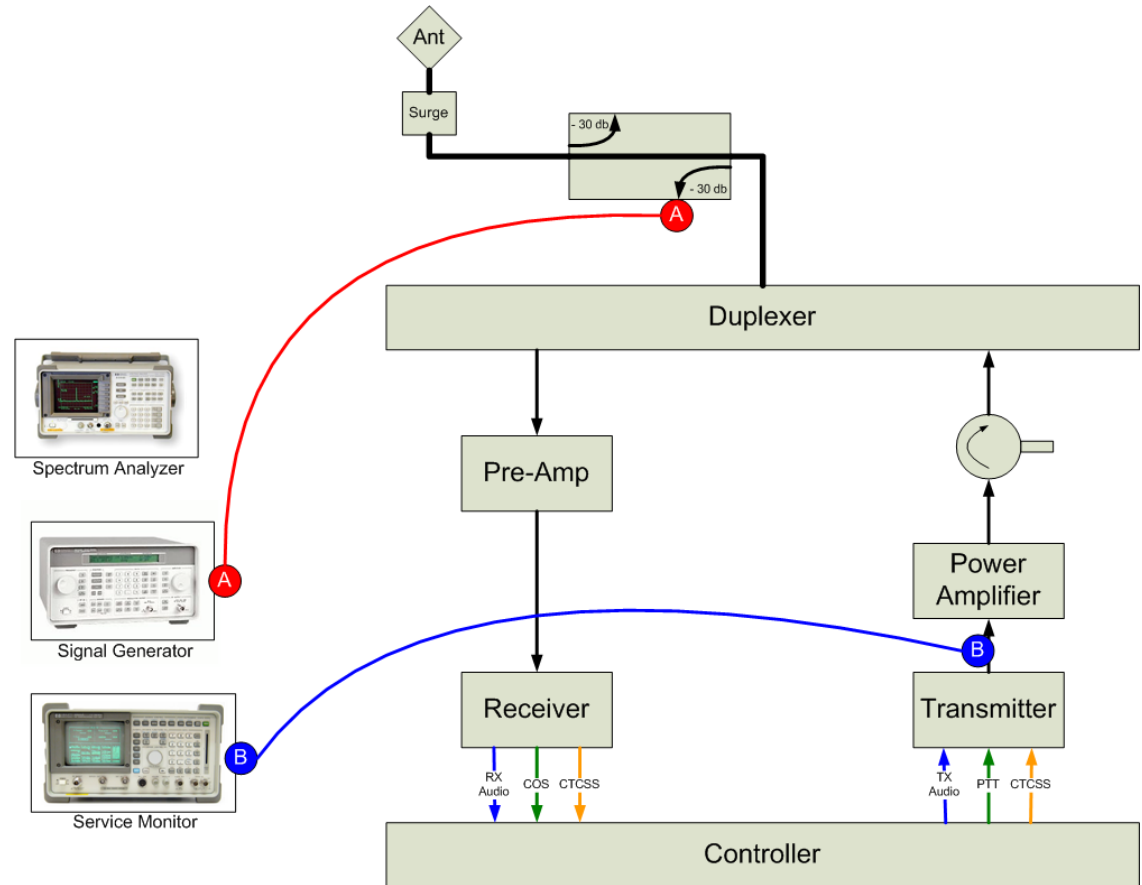 Ant
Surge
- 30 db
- 30 db
A
Duplexer
Spectrum Analyzer
Pre-Amp
A
Signal Generator
Power
Amplifier
B
Receiver
Transmitter
B
Service Monitor
RX
Audio
COS
CTCSS
TX
Audio
PTT
CTCSS
Controller